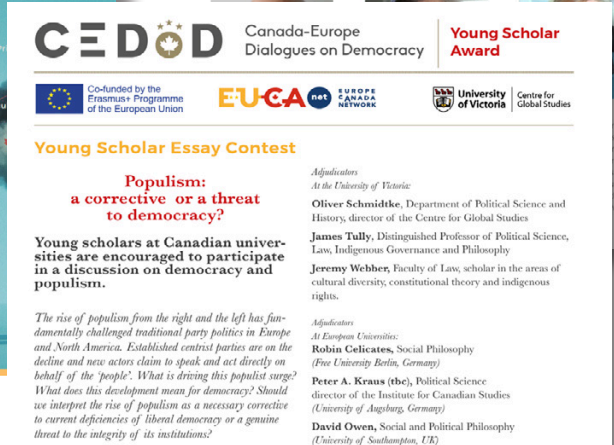 CEDOD
Canada-Europe
Dialogues on Democracy
Young Scholar
Award
Co-funded by the
Erasmus+ Programme
of the European Union
EUCA net
EUROPE
CANADA
NETWORK
University
of Victoria
Centre for
Global Studies
Young Scholar Essay Contest
Populism:
a corrective or a threat
to democracy?
Young scholars at Canadian univer-
sities are encouraged to participate
in a discussion on democracy and
populism.
The rise of populism from the right and the left has fun-
damentally challenged traditional party politics in Europe
and North America. Established centrist parties are on the
decline and new actors claim to speak and act directly on
behalf of the ‘people’. What is driving this populist surge?
What does this development mean for democracy? Should
we interpret the rise of populism as a necessary corrective
to current deficiencies of liberal democracy or a genuine
threat to the integrity of its institutions?
Adjudicators
At the University of Victoria:
Oliver Schmidtke, Department of Political Science and
History, director of the Centre for Global Studies
James Tully, Distinguished Professor of Political Science,
Law, Indigenous Governance and Philosophy
Jeremy Webber, Faculty of Law, scholar in the areas of
cultural diversity, constitutional theory and indigenous
rights.
Adjudicators
At European Universities:
Robin Celicates, Social Philosophy
(Free University Berlin, Germany)
Peter A. Kraus (tbc), Political Science
director of the Institute for Canadian Studies
(University of Augsburg, Germany)
David Owen, Social and Political Philosophy
(University of Southampton, UK)